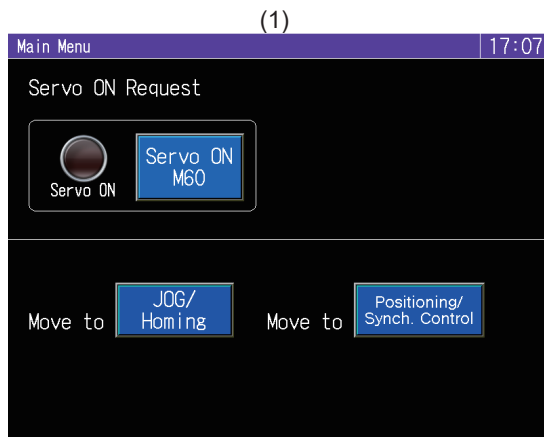 (1)
Main Menu 17:07
Servo ON Request
Servo ON
M60
Servo ON
JOG/
Homing
Move to
Positioning/
Synch. Control
Move to